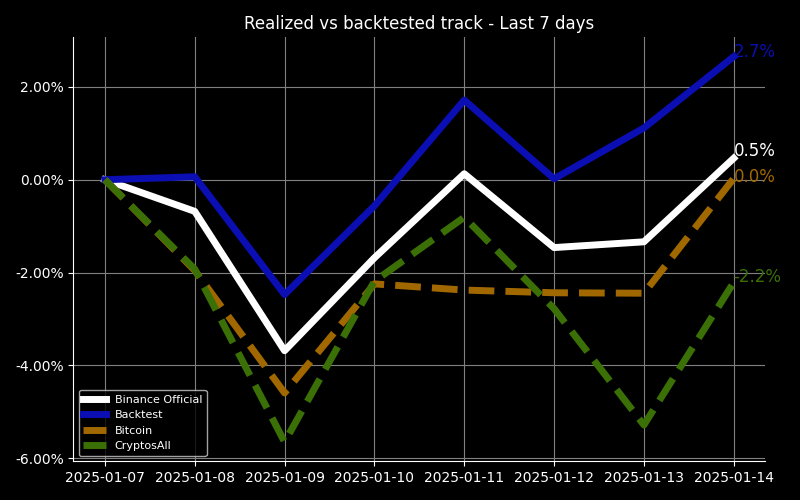 Realized vs backtested track - Last 7 days
2.7%
2.00%
0.5%
0.00%
0.0%
-2.00%
-2.2%
-4.00%
Binance Official
Backtest
Bitcoin
CryptosAll
-6.00%
2025-01-07 2025-01-08 2025-01-09 2025-01-10 2025-01-11 2025-01-12 2025-01-13 2025-01-14